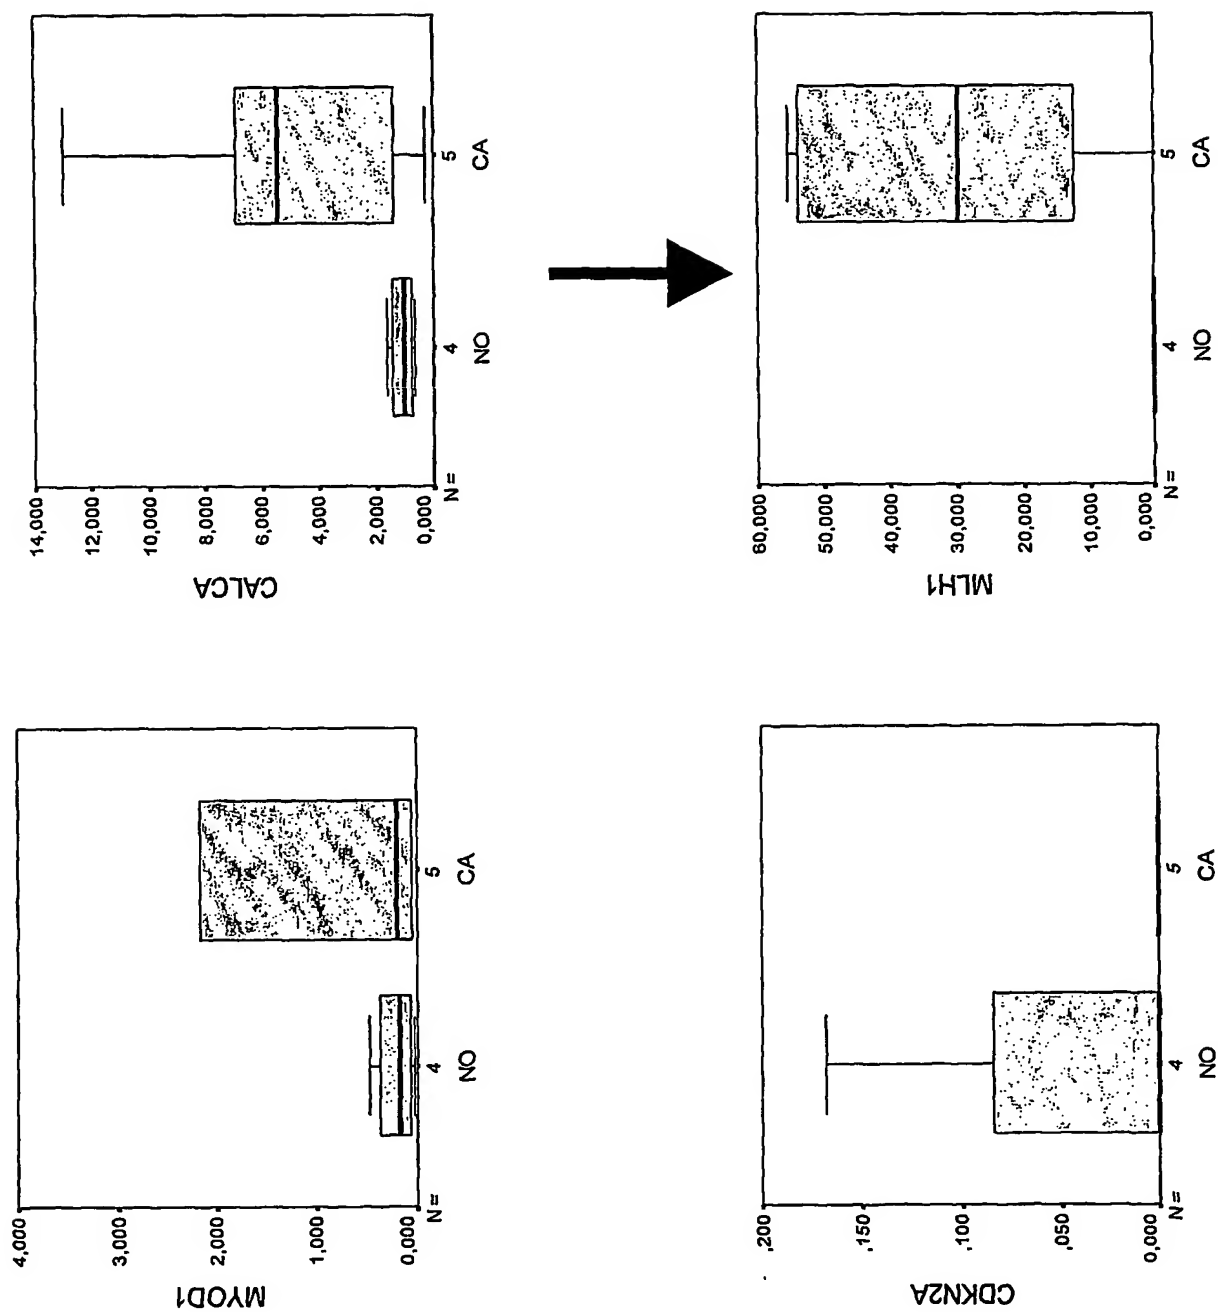 CALCA
14,000
12,000
10,000
8,000
6,000
4,000
2,000
0,000
N =
4
5
NO
CA
MLH1
60,000
50,000
40,000
30,000
20,000
10,000
0,000
N =
4
5
NO
CA
MYOD1
4,000
3,000
2,000
1,000
0,000
N =
4
5
NO
CA
CDKN2A
,200
,150
,100
,050
0,000
N =
4
5
NO
CA